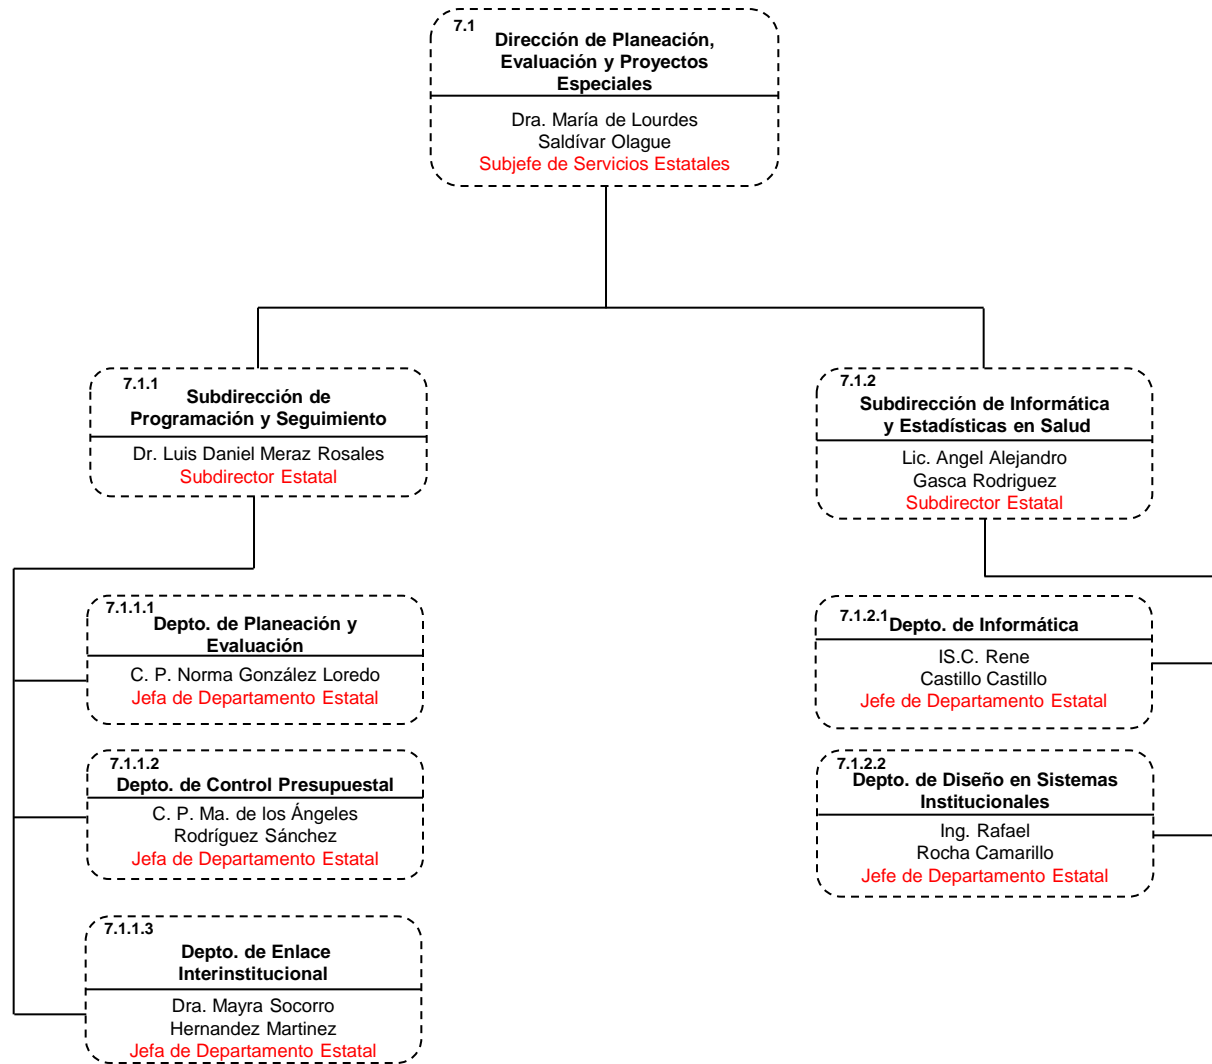 7.1
Dirección de Planeación,
Evaluación y Proyectos
Especiales
Dra. María de Lourdes
Saldívar Olague
Subjefe de Servicios Estatales
7.1.1
Subdirección de
Programación y Seguimiento
Dr. Luis Daniel Meraz Rosales
Subdirector Estatal
7.1.2
Subdirección de Informática
y Estadísticas en Salud
Lic. Angel Alejandro
Gasca Rodriguez
Subdirector Estatal
7.1.1.1
Depto. de Planeación y
Evaluación
C. P. Norma González Loredo
Jefa de Departamento Estatal
7.1.1.2
Depto. de Control Presupuestal
C. P. Ma. de los Ángeles
Rodríguez Sánchez
Jefa de Departamento Estatal
7.1.1.3
Depto. de Enlace
Interinstitucional
Dra. Mayra Socorro
Hernandez Martinez
Jefa de Departamento Estatal
7.1.2.1
Depto. de Informática
IS.C. Rene
Castillo Castillo
Jefe de Departamento Estatal
7.1.2.2
Depto. de Diseño en Sistemas
Institucionales
Ing. Rafael
Rocha Camarillo
Jefe de Departamento Estatal